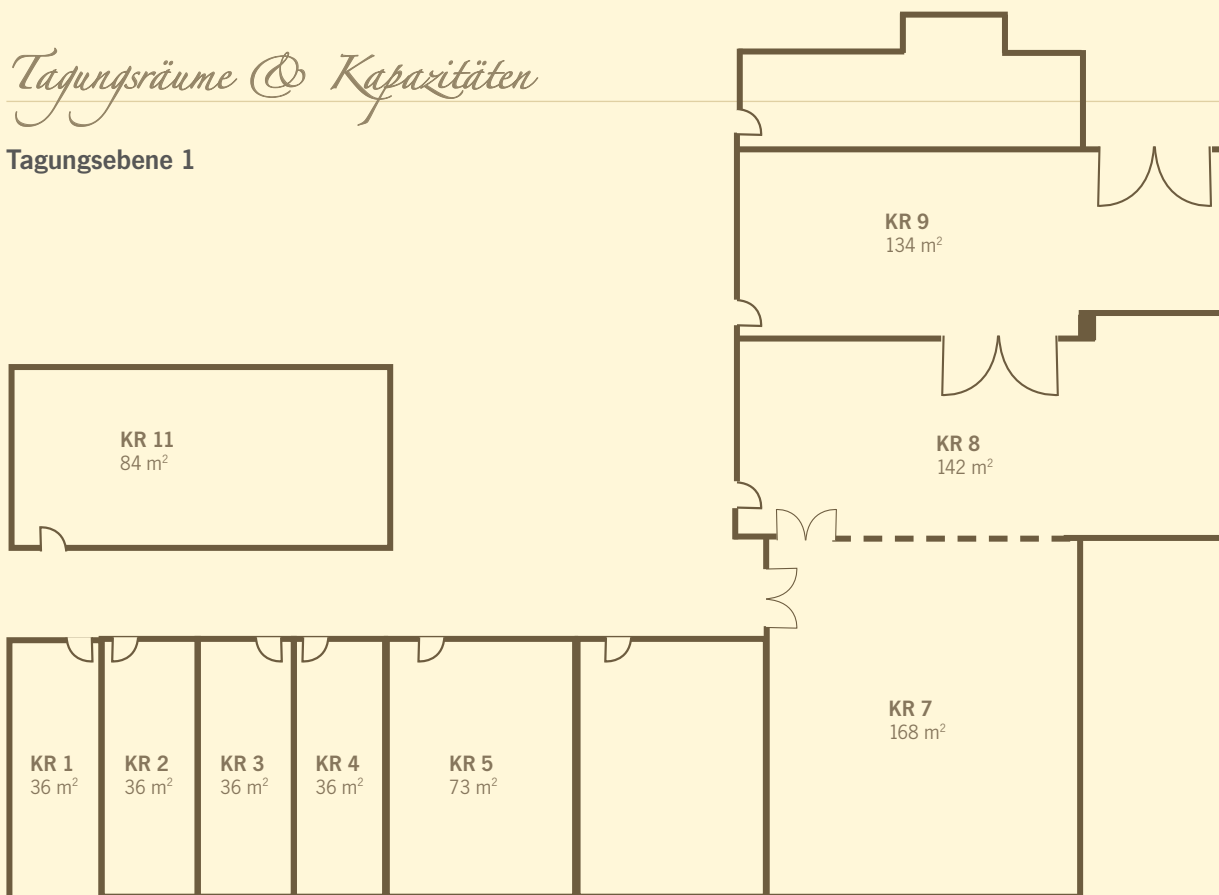 Tagungsräume & Kapazitäten
Tagungsebene 1
KR 9
134 m²
KR 11
84 m²
KR 8
142 m²
KR 7
168 m²
KR 1
36 m²
KR 2
36 m²
KR 3
36 m²
KR 4
36 m²
KR 5
73 m²